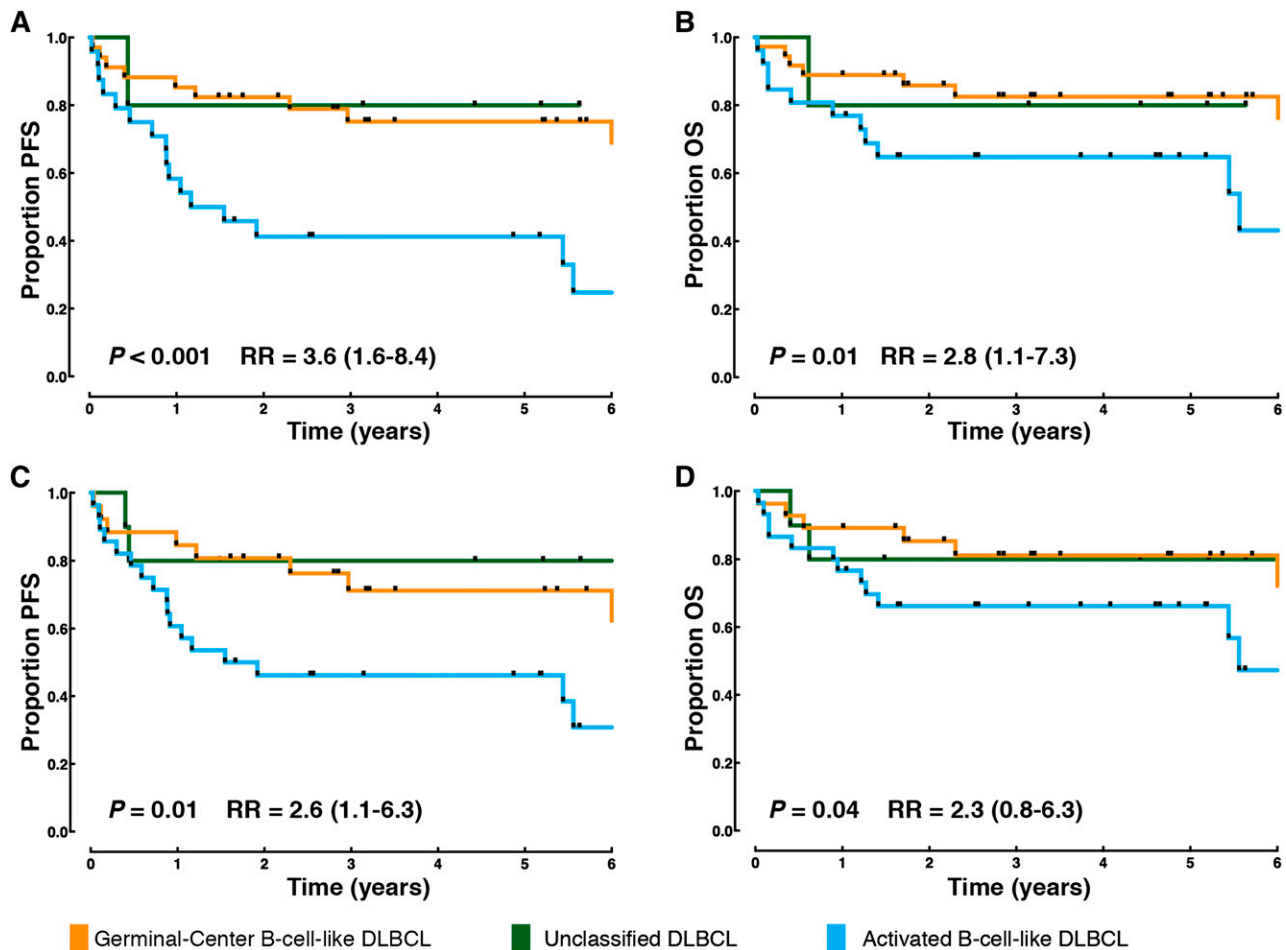 A
Proportion PFS
1.0
0.8
0.6
0.4
0.2
0.0
P < 0.001 RR = 3.6 (1.6-8.4)
0 1 2 3 4 5 6
Time (years)
B
Proportion OS
1.0
0.8
0.6
0.4
0.2
0.0
P = 0.01 RR = 2.8 (1.1-7.3)
0 1 2 3 4 5 6
Time (years)
C
Proportion PFS
1.0
0.8
0.6
0.4
0.2
0.0
P = 0.01 RR = 2.6 (1.1-6.3)
0 1 2 3 4 5 6
Time (years)
D
Proportion OS
1.0
0.8
0.6
0.4
0.2
0.0
P = 0.04 RR = 2.3 (0.8-6.3)
0 1 2 3 4 5 6
Time (years)
Germinal-Center B-cell-like DLBCL Unclassified DLBCL Activated B-cell-like DLBCL